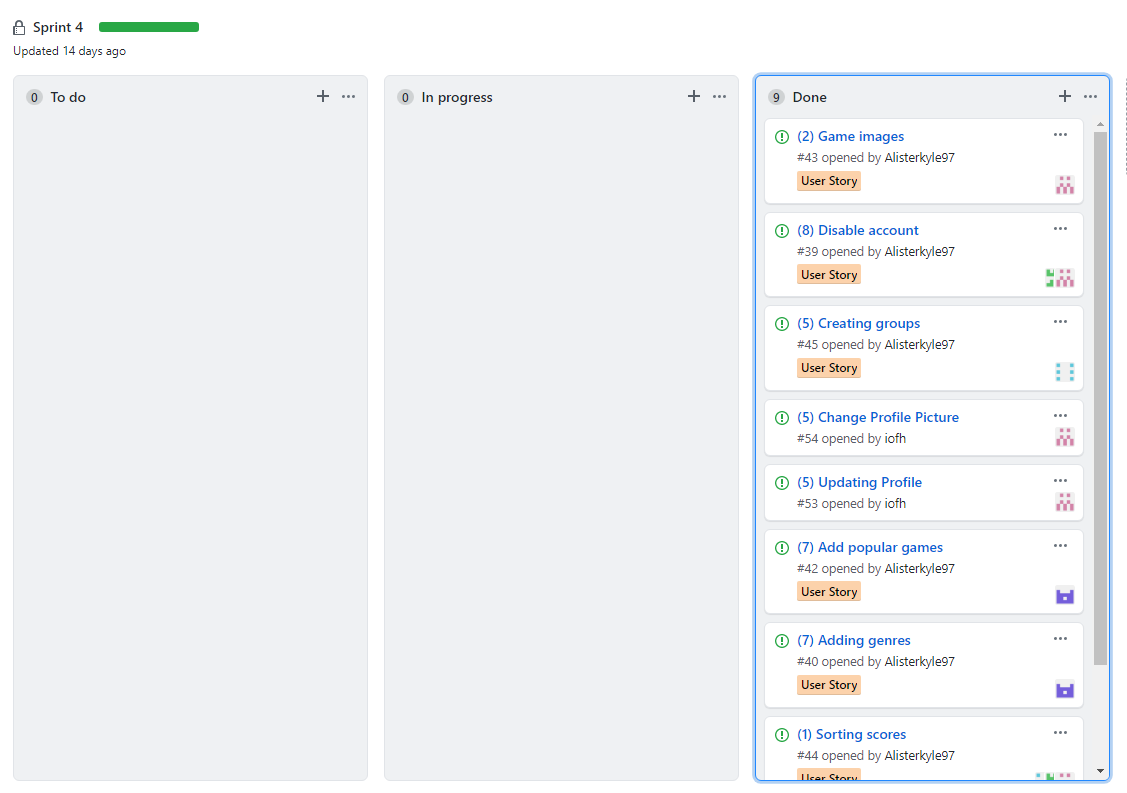 Sprint 4
Updated 14 days ago
0 To do
0 In progress
9 Done
(2) Game images
#43 opened by Alisterkyle97
User Story
(8) Disable account
#39 opened by Alisterkyle97
User Story
(5) Creating groups
#45 opened by Alisterkyle97
User Story
(5) Change Profile Picture
#54 opened by iofh
(5) Updating Profile
#53 opened by iofh
(7) Add popular games
#42 opened by Alisterkyle97
User Story
(7) Adding genres
#40 opened by Alisterkyle97
User Story
(1) Sorting scores
#44 opened by Alisterkyle97
User Story